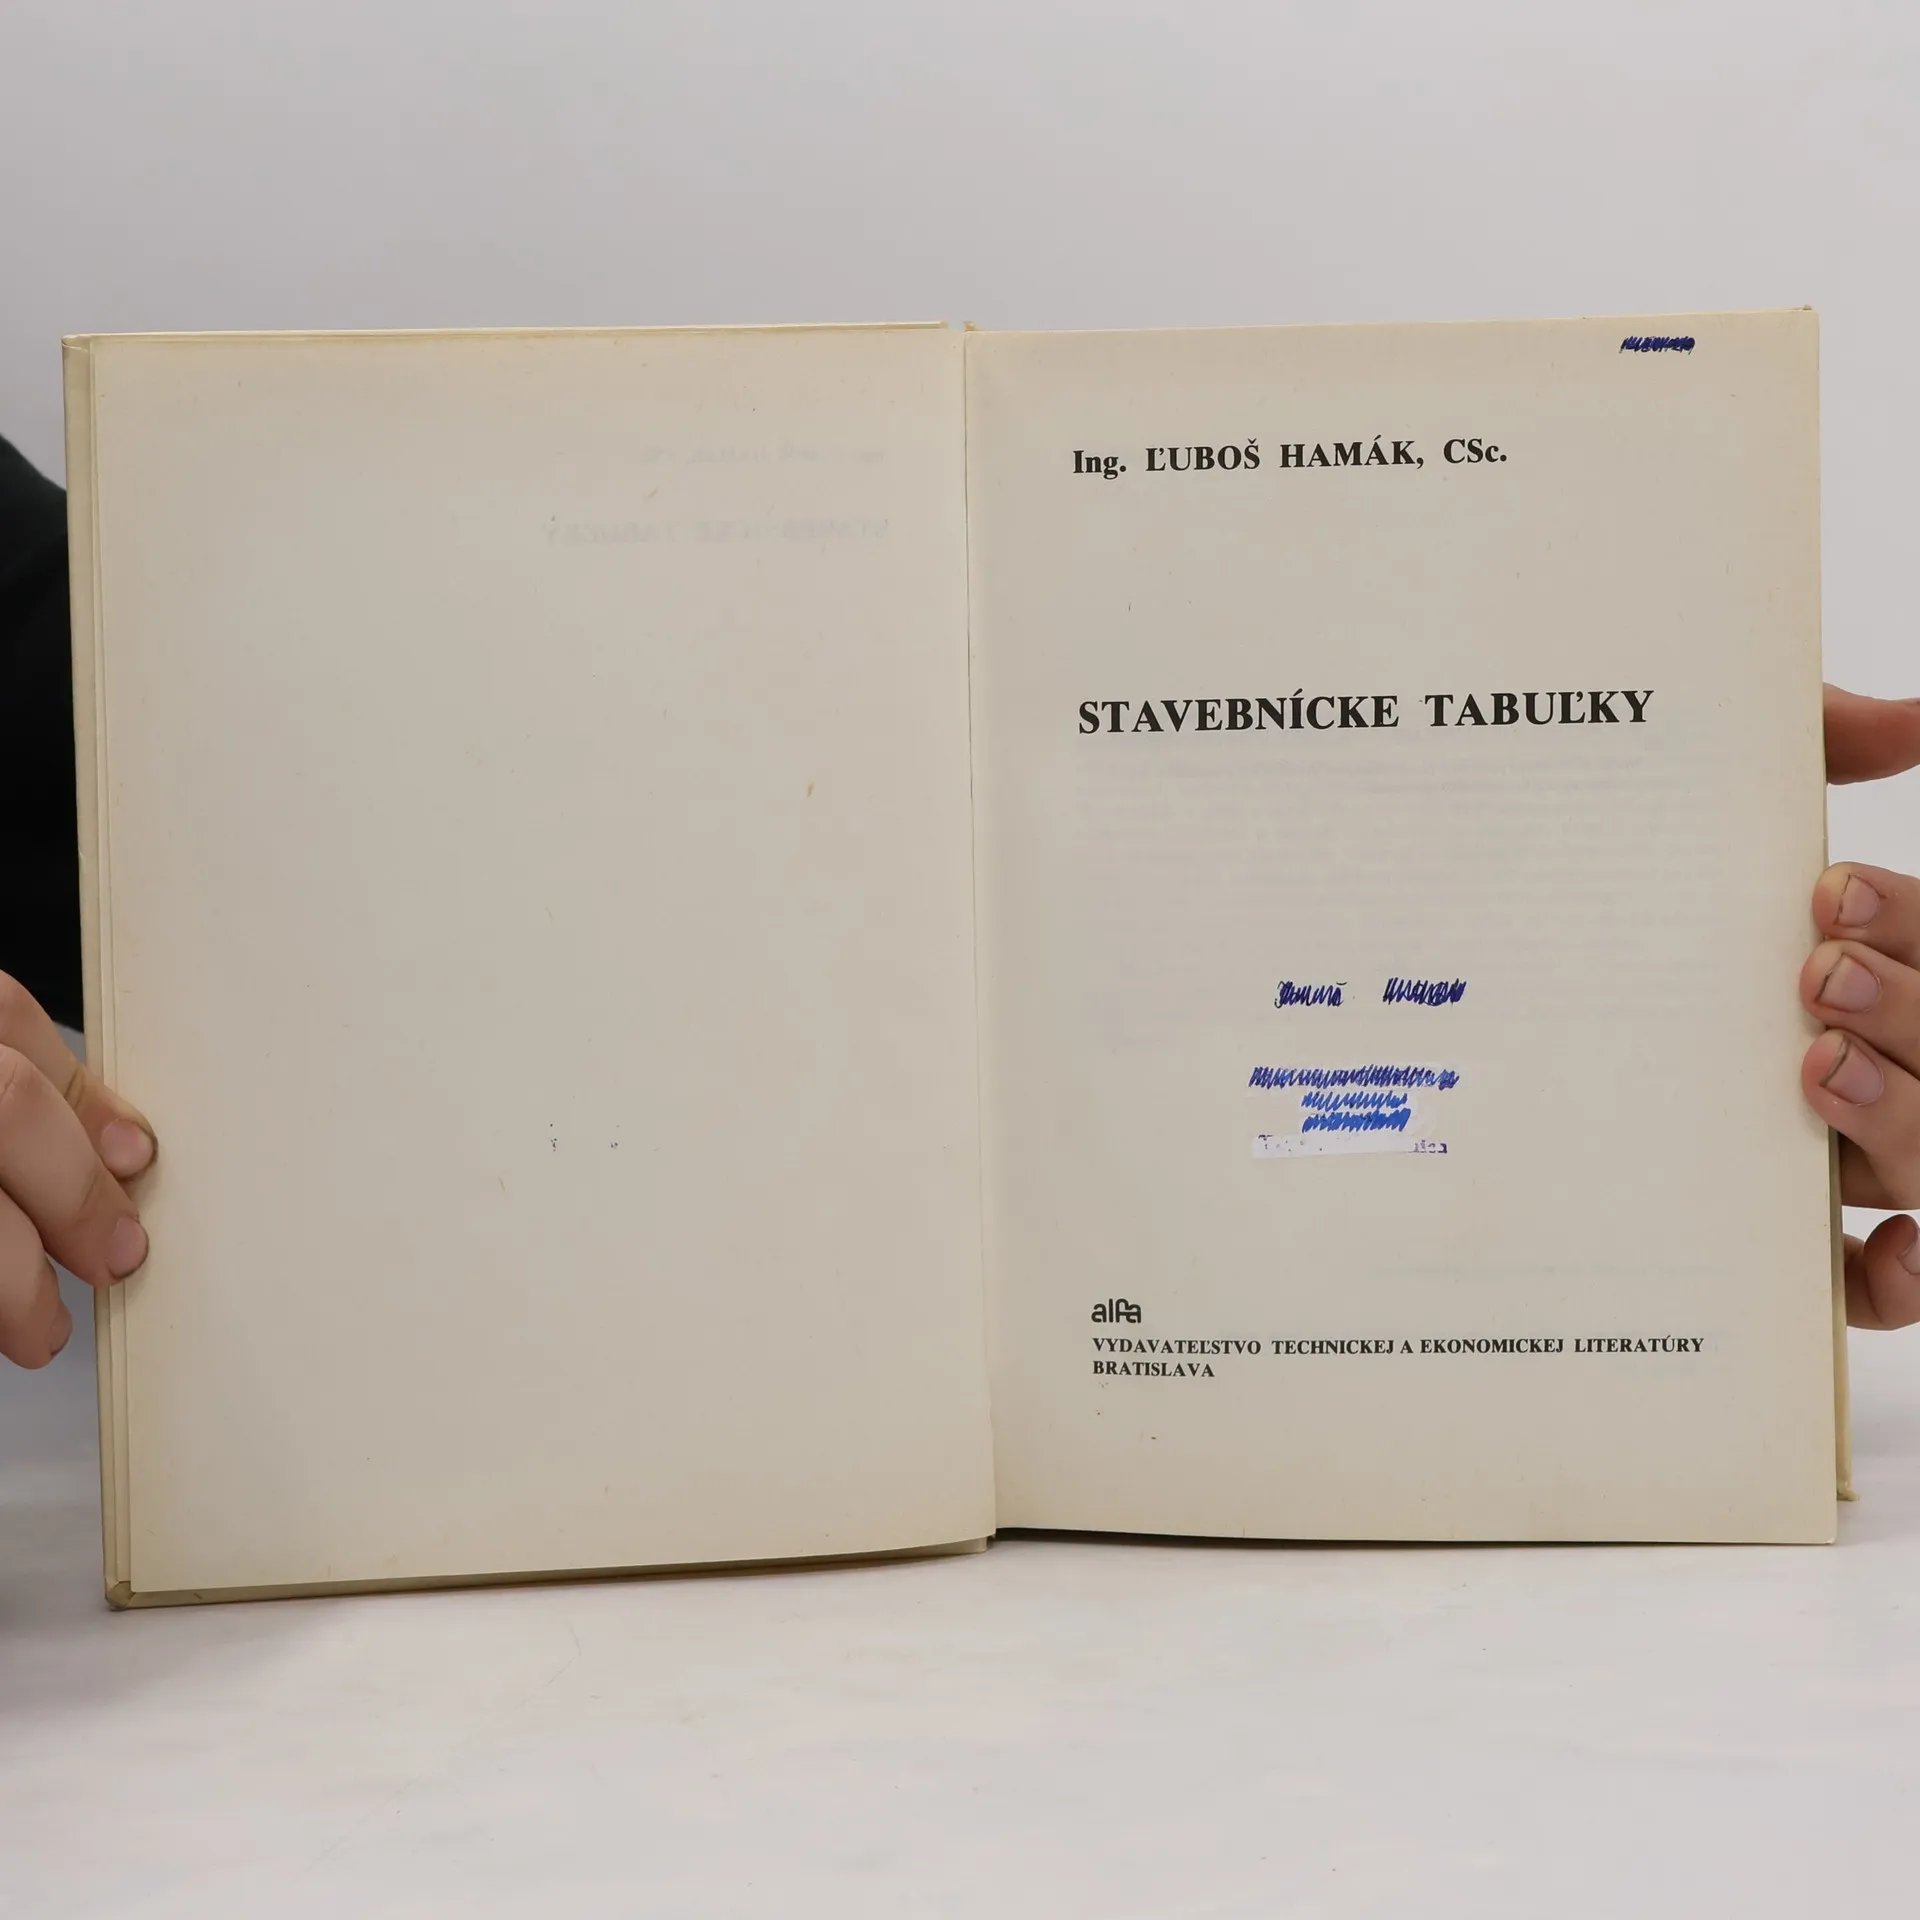 Ing. ĽUBOŠ HAMÁK, CSc.
STAVEBNÍCKE TABUĽKY
alfa
VYDAVATEĽSTVO TECHNICKEJ A EKONOMICKEJ LITERATÚRY
BRATISLAVA